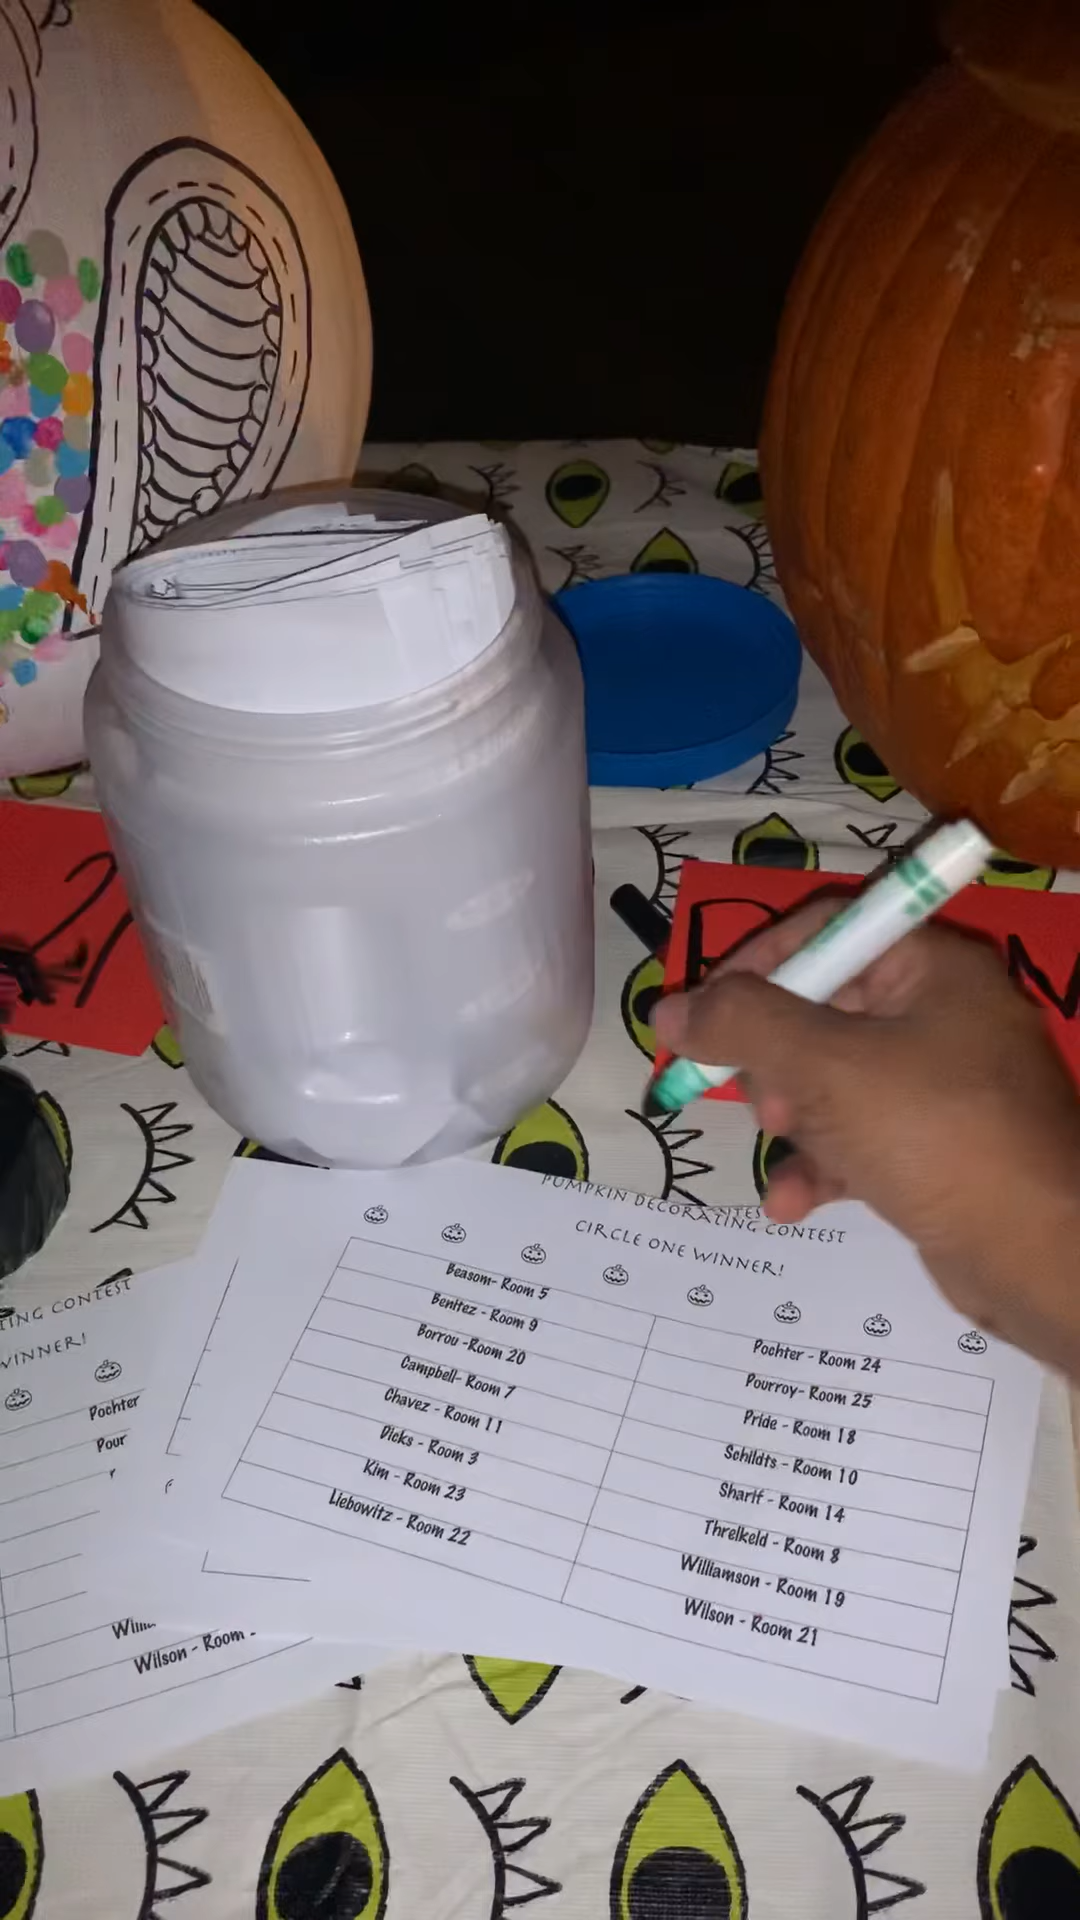 PUMPKIN DECORATING CONTEST
CIRCLE ONE WINNER!
Beasom- Room 5
Benitez - Room 9
Borrou -Room 20
Campbell- Room 7
Chavez - Room 11
Dicks - Room 3
Kim - Room 23
Liebowitz - Room 22
Pochter - Room 24
Pourroy- Room 25
Pride - Room 18
Schildts - Room 10
Sharif - Room 14
Threlkeld - Room 8
Williamson - Room 19
Wilson - Room 21
CONTEST
WINNER!
Pochter
Pour
Wilson - Room